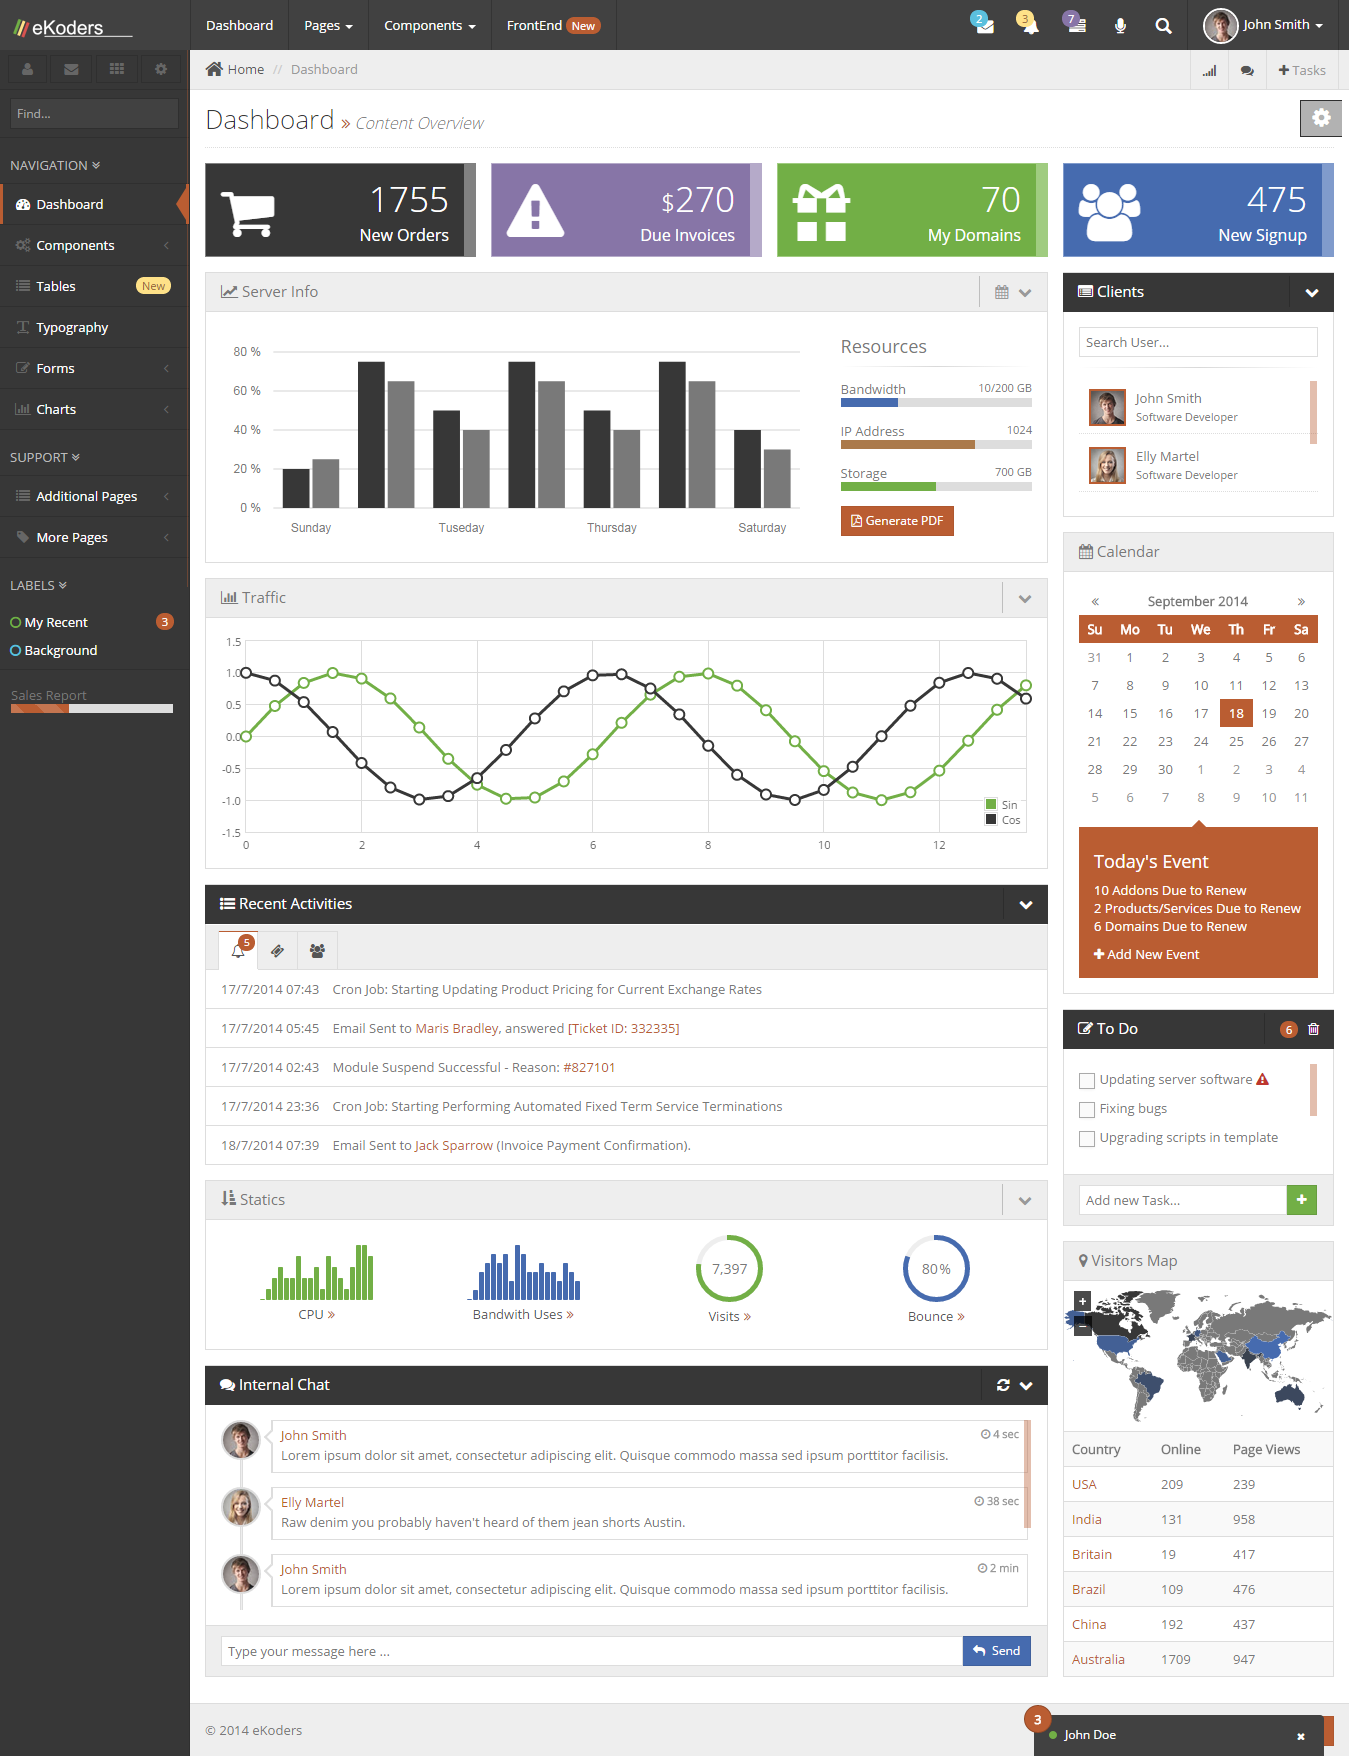 eKoders
Dashboard
Pages
Components
FrontEnd New
2
3
7
John Smith
Home // Dashboard
Tasks
Find...
Dashboard » Content Overview
NAVIGATION
Dashboard
Components
Tables New
Typography
Forms
Charts
SUPPORT
Additional Pages
More Pages
LABELS
My Recent 3
Background
Sales Report
1755
New Orders
$270
Due Invoices
70
My Domains
475
New Signup
Server Info
80 %
60 %
40 %
20 %
0 %
Sunday Tuseday Thursday Saturday
Resources
Bandwidth 10/200 GB
IP Address 1024
Storage 700 GB
Generate PDF
Traffic
1.5
1.0
0.5
0.0
-0.5
-1.0
-1.5
0 2 4 6 8 10 12
Sin
Cos
Recent Activities
5
17/7/2014 07:43 Cron Job: Starting Updating Product Pricing for Current Exchange Rates
17/7/2014 05:45 Email Sent to Maris Bradley, answered [Ticket ID: 332335]
17/7/2014 02:43 Module Suspend Successful - Reason: #827101
17/7/2014 23:36 Cron Job: Starting Performing Automated Fixed Term Service Terminations
18/7/2014 07:39 Email Sent to Jack Sparrow (Invoice Payment Confirmation).
Statics
7,397
80%
CPU »
Bandwith Uses »
Visits »
Bounce »
Internal Chat
John Smith 4 sec
Lorem ipsum dolor sit amet, consectetur adipiscing elit. Quisque commodo massa sed ipsum porttitor facilisis.
Elly Martel 38 sec
Raw denim you probably haven't heard of them jean shorts Austin.
John Smith 2 min
Lorem ipsum dolor sit amet, consectetur adipiscing elit. Quisque commodo massa sed ipsum porttitor facilisis.
Type your message here ...
Send
Clients
Search User...
John Smith
Software Developer
Elly Martel
Software Developer
Calendar
« September 2014 »
Su Mo Tu We Th Fr Sa
31 1 2 3 4 5 6
7 8 9 10 11 12 13
14 15 16 17 18 19 20
21 22 23 24 25 26 27
28 29 30 1 2 3 4
5 6 7 8 9 10 11
Today's Event
10 Addons Due to Renew
2 Products/Services Due to Renew
6 Domains Due to Renew
Add New Event
To Do 6
Updating server software
Fixing bugs
Upgrading scripts in template
Add new Task...
Visitors Map
+
−
Country Online Page Views
USA 209 239
India 131 958
Britain 19 417
Brazil 109 476
China 192 437
Australia 1709 947
© 2014 eKoders
3
John Doe